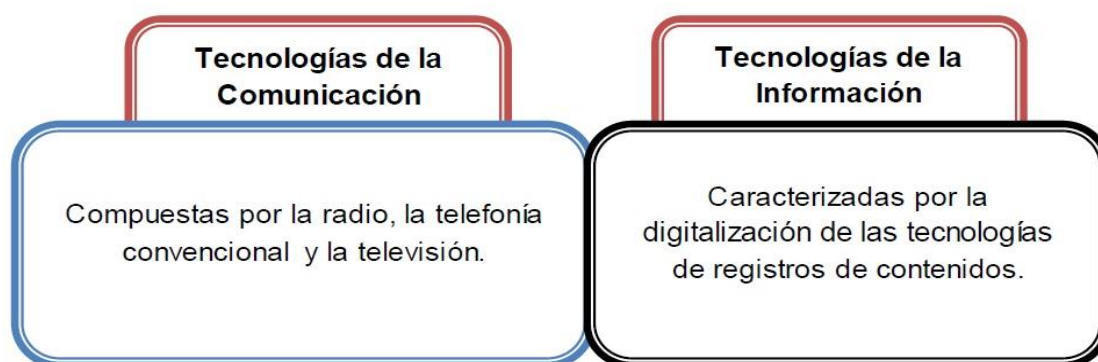 Tecnologías de la
Comunicación
Compuestas por la radio, la telefonía
convencional y la televisión.
Tecnologías de la
Información
Caracterizadas por la
digitalización de las tecnologías
de registros de contenidos.